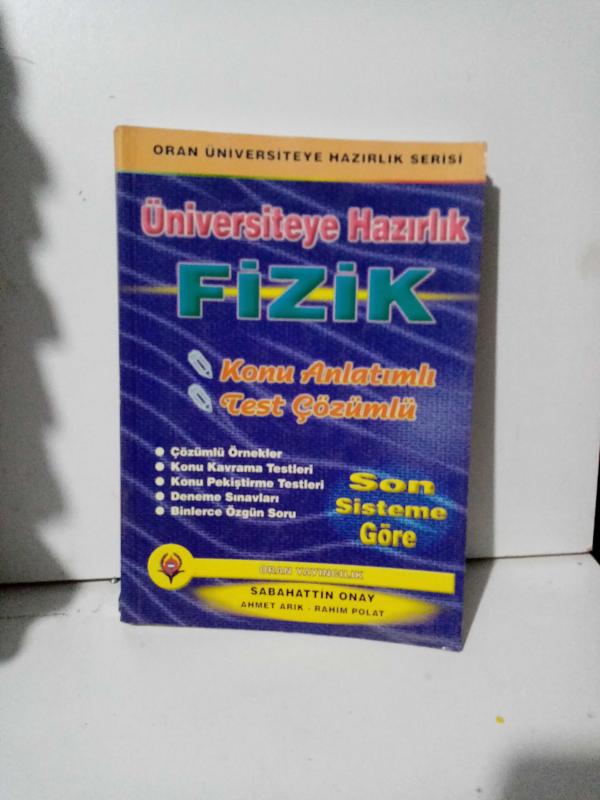 ORAN ÜNİVERSİTEYE HAZIRLIK SERİSİ
Üniversiteye Hazırlık
FİZİK
Konu Anlatımlı
Test Çözümlü
Çözümlü Örnekler
Konu Kavrama Testleri
Konu Pekiştirme Testleri
Deneme Sınavları
Binlerce Özgün Soru
Son
Sisteme
Göre
ORAN YAYINCILIK
SABAHATTİN ONAY
AHMET ARIK - RAHİM POLAT